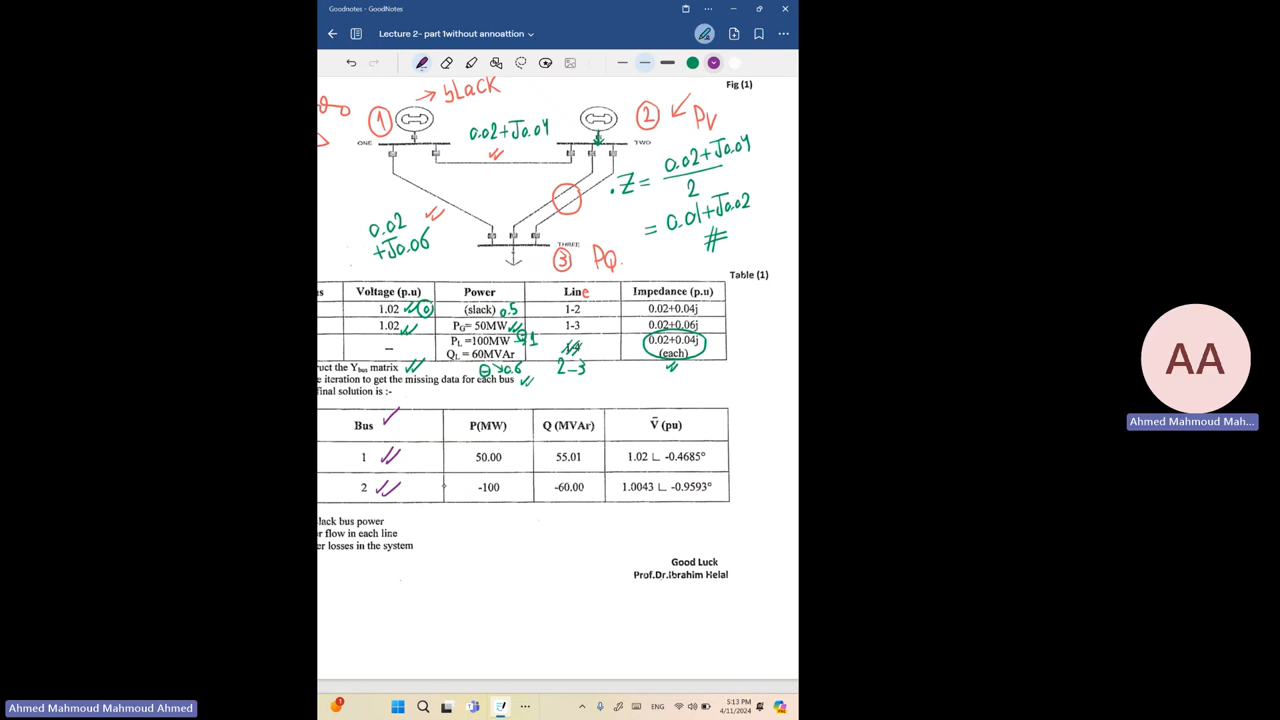 Goodnotes - GoodNotes
Lecture 2- part 1without annoattion
Fig (1)
→ sLACK
1
2
PV
ONE
TWO
0.02+J0.04
.Z = 0.02+J0.04
2
= 0.01+J0.02
#
0.02
+J0.06
THREE
3 PQ.
Table (1)
Voltage (p.u) Power Line Impedance (p.u)
1.02 0 (slack) 0.5 1-2 0.02+0.04j
1.02 PG= 50MW 1-3 0.02+0.06j
– PL =100MW 1 0.02+0.04j
QL = 60MVAr (each)
0.6 2-3
truct the Ybus matrix
e iteration to get the missing data for each bus
final solution is :-
Bus P(MW) Q (MVAr) V̄ (pu)
1 50.00 55.01 1.02 ∟ -0.4685°
2 -100 -60.00 1.0043 ∟ -0.9593°
slack bus power
r flow in each line
er losses in the system
Good Luck
Prof.Dr.Ibrahim Helal
AA
Ahmed Mahmoud Mah...
Ahmed Mahmoud Mahmoud Ahmed
ENG
5:13 PM
4/11/2024